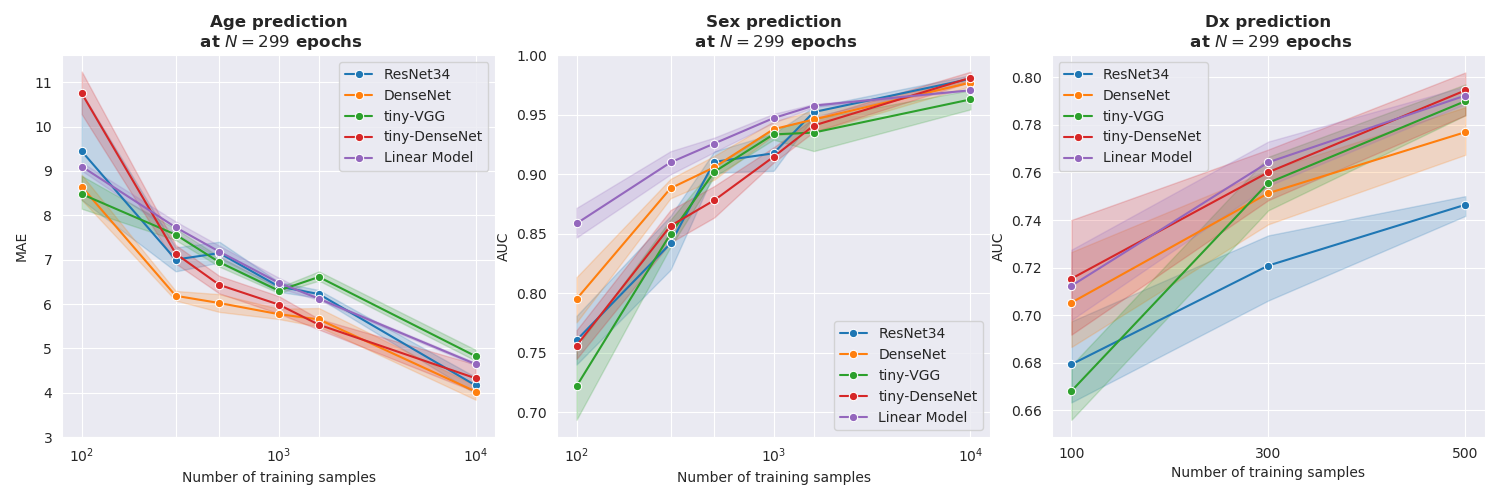 Age prediction
at N = 299 epochs
MAE
11
10
9
8
7
6
5
4
3
10²
10³
10⁴
Number of training samples
ResNet34
DenseNet
tiny-VGG
tiny-DenseNet
Linear Model
Sex prediction
at N = 299 epochs
AUC
1.00
0.95
0.90
0.85
0.80
0.75
0.70
10²
10³
10⁴
Number of training samples
ResNet34
DenseNet
tiny-VGG
tiny-DenseNet
Linear Model
Dx prediction
at N = 299 epochs
AUC
0.80
0.78
0.76
0.74
0.72
0.70
0.68
0.66
100
300
500
Number of training samples
ResNet34
DenseNet
tiny-VGG
tiny-DenseNet
Linear Model